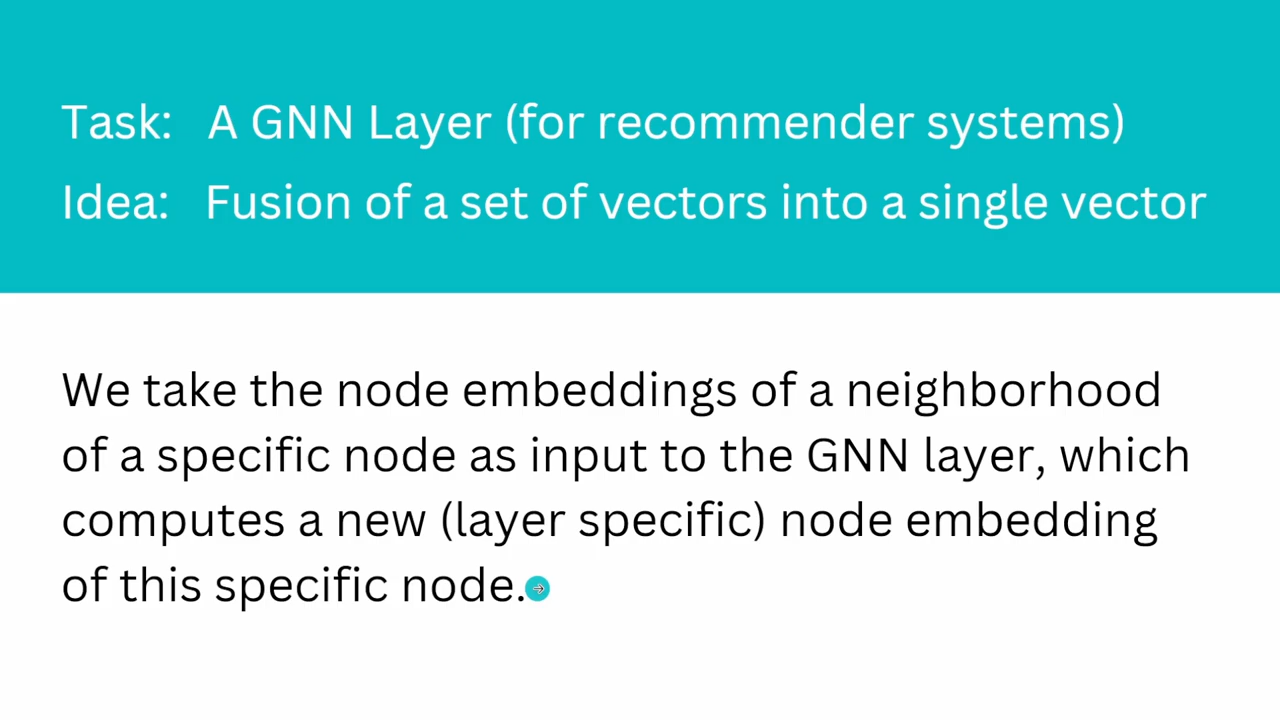 Task: A GNN Layer (for recommender systems)
Idea: Fusion of a set of vectors into a single vector
We take the node embeddings of a neighborhood
of a specific node as input to the GNN layer, which
computes a new (layer specific) node embedding
of this specific node.